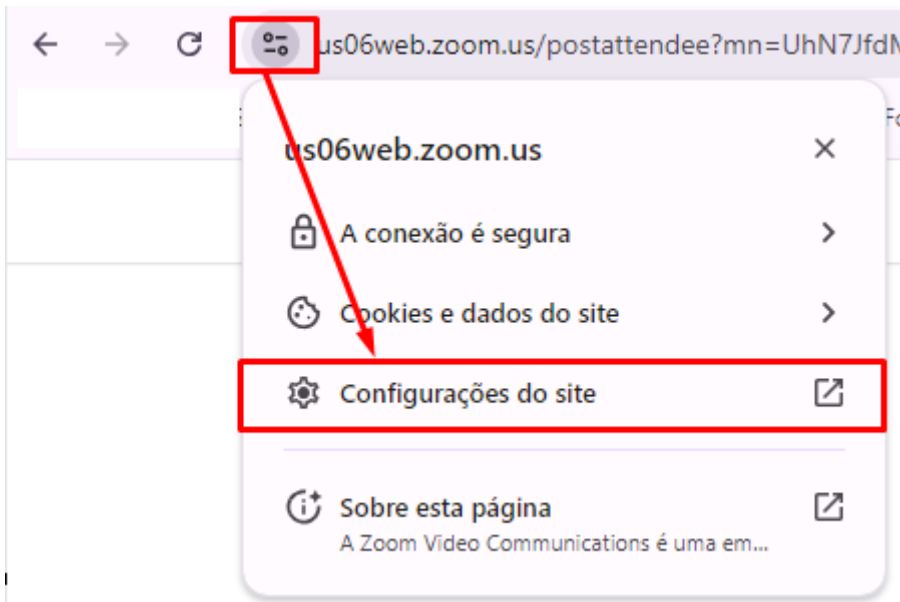 us06web.zoom.us/postattendee?mn=UhN7Jfd
us06web.zoom.us
A conexão é segura
Cookies e dados do site
Configurações do site
Sobre esta página
A Zoom Video Communications é uma em...